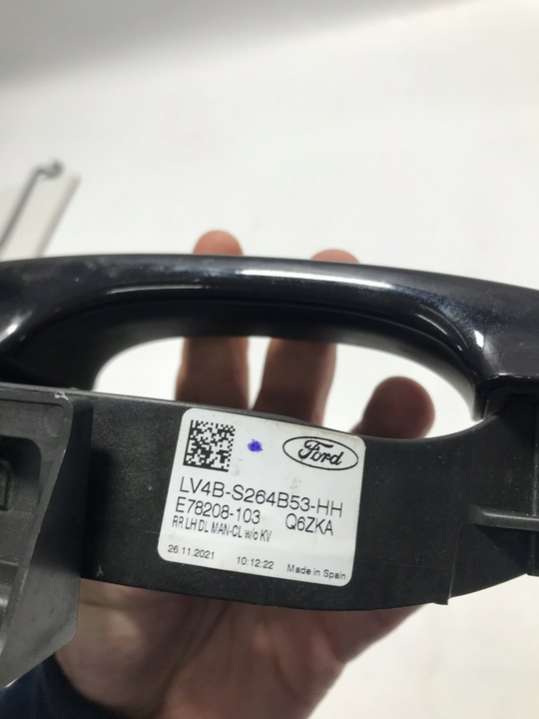 Ford
LV4B-S264B53-HH
E78208-103 Q6ZKA
RR LH DL MAN-CL w/o KV
26.11.2021 10:12:22 Made in Spain